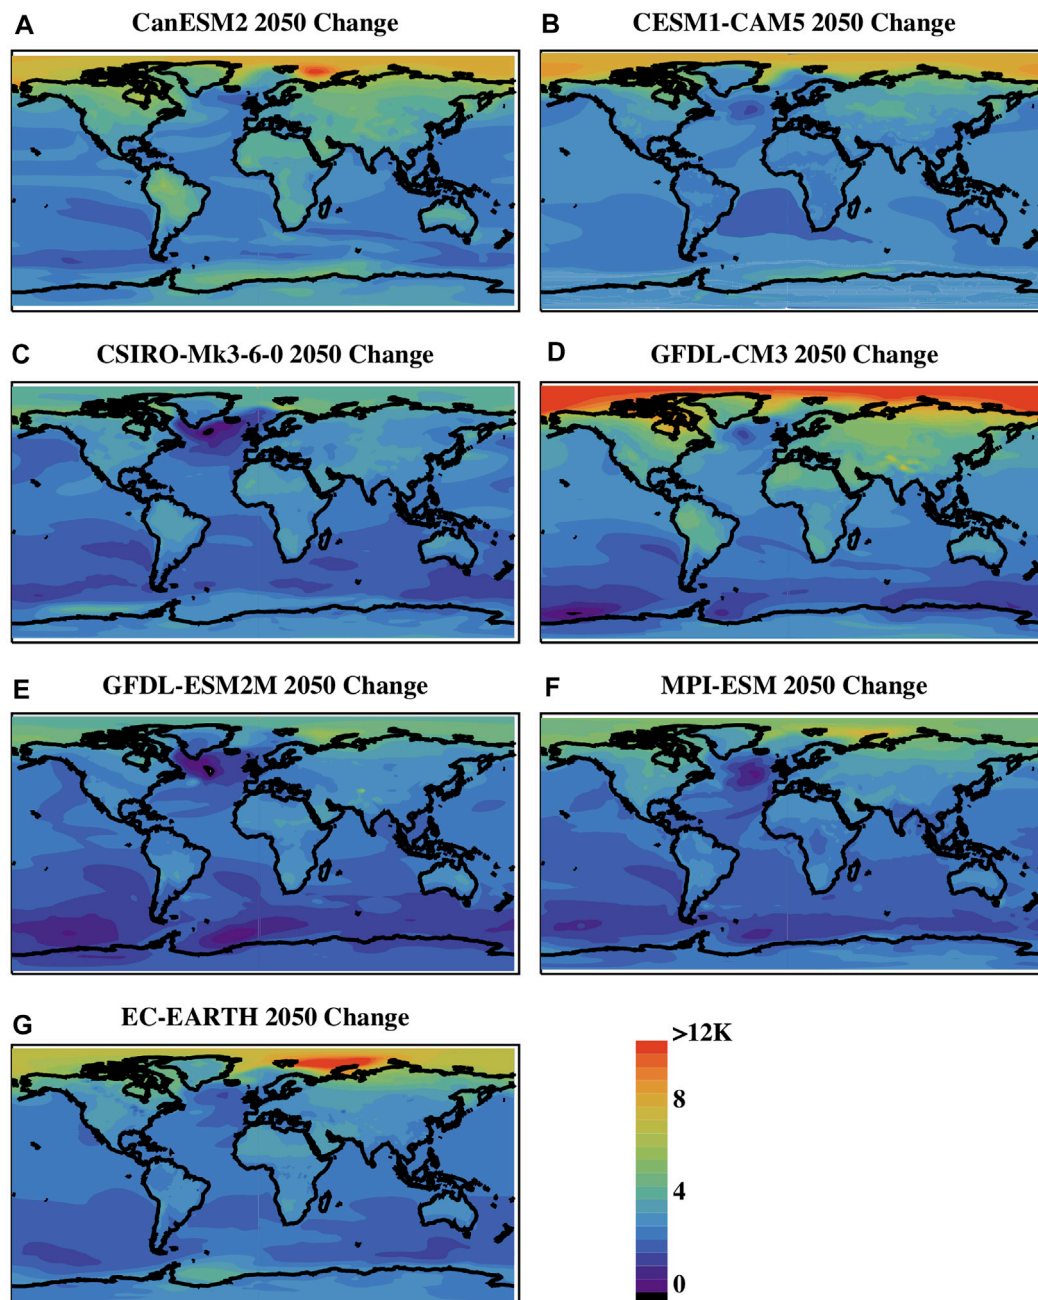 A CanESM2 2050 Change
B CESM1-CAM5 2050 Change
C CSIRO-Mk3-6-0 2050 Change
D GFDL-CM3 2050 Change
E GFDL-ESM2M 2050 Change
F MPI-ESM 2050 Change
G EC-EARTH 2050 Change
>12K
8
4
0